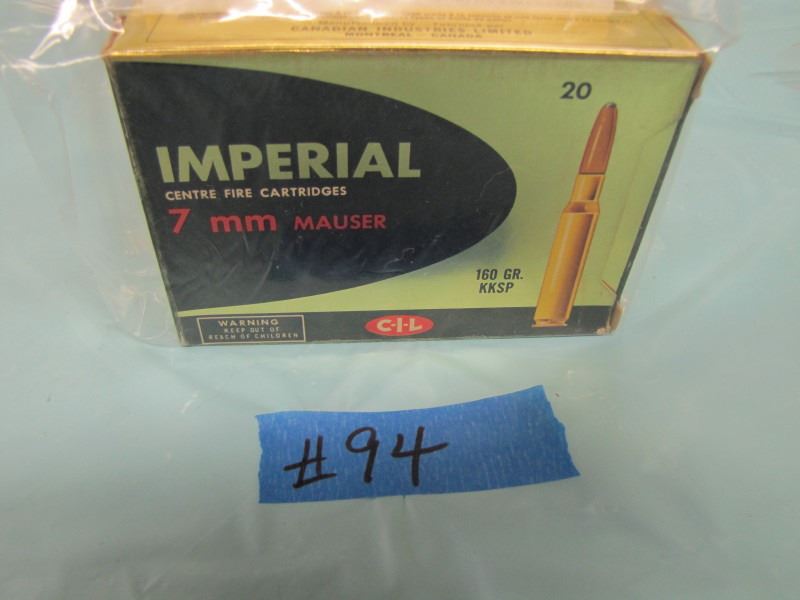 CANADIAN INDUSTRIES LIMITED
MONTREAL - CANADA
20
IMPERIAL
CENTRE FIRE CARTRIDGES
7 mm MAUSER
160 GR.
KKSP
WARNING
KEEP OUT OF
REACH OF CHILDREN
C-I-L
#94